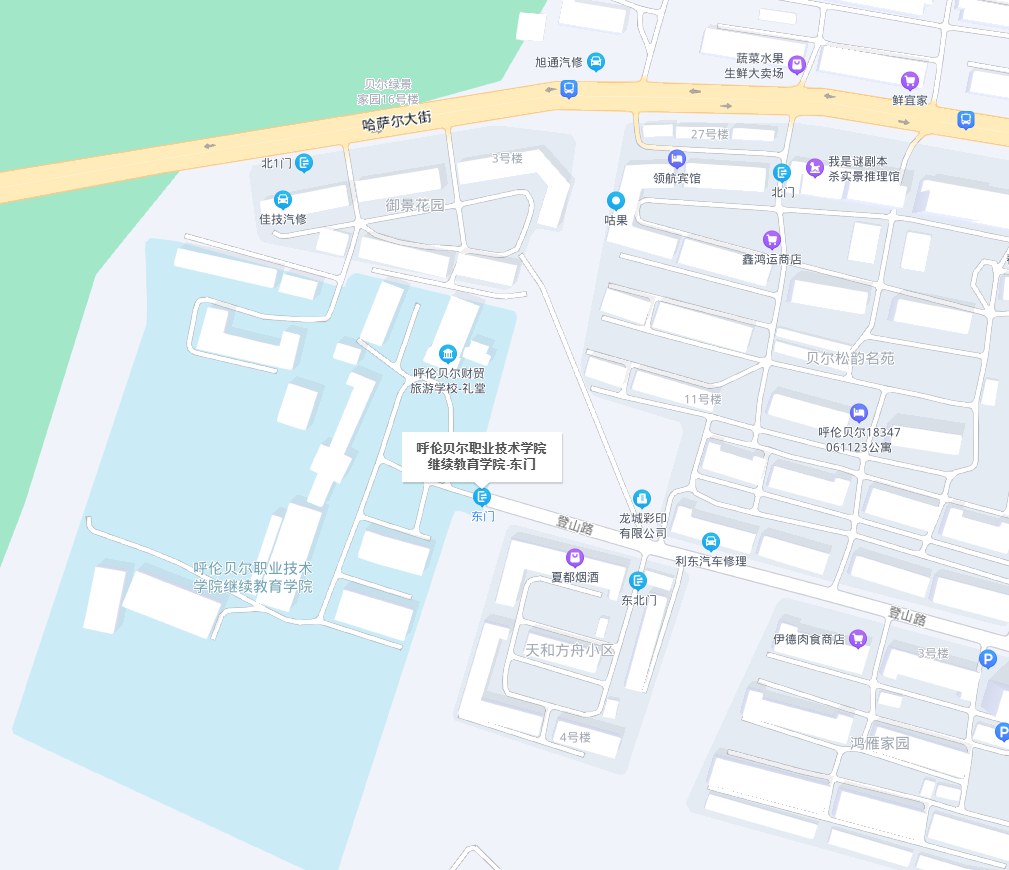 旭通汽修
蔬菜水果
生鲜大卖场
鲜宜家
贝尔绿景
家园16号楼
哈萨尔大街
27号楼
北1门
3号楼
领航宾馆
我是谜剧本
杀实景推理馆
北门
佳技汽修
御景花园
咕果
鑫鸿运商店
贝尔松韵名苑
呼伦贝尔财贸
旅游学校-礼堂
11号楼
呼伦贝尔18347
061123公寓
呼伦贝尔职业技术学院
继续教育学院-东门
东门
登山路
龙城彩印
有限公司
利东汽车修理
呼伦贝尔职业技术
学院继续教育学院
夏都烟酒
东北门
登山路
伊德肉食商店
3号楼
天和方舟小区
P
4号楼
鸿雁家园
P